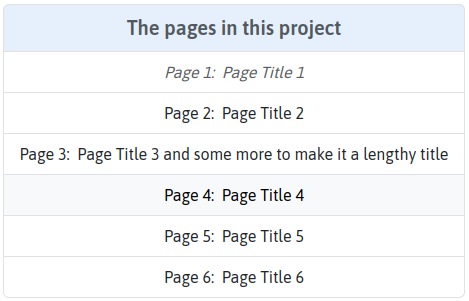 The pages in this project
Page 1: Page Title 1
Page 2: Page Title 2
Page 3: Page Title 3 and some more to make it a lengthy title
Page 4: Page Title 4
Page 5: Page Title 5
Page 6: Page Title 6